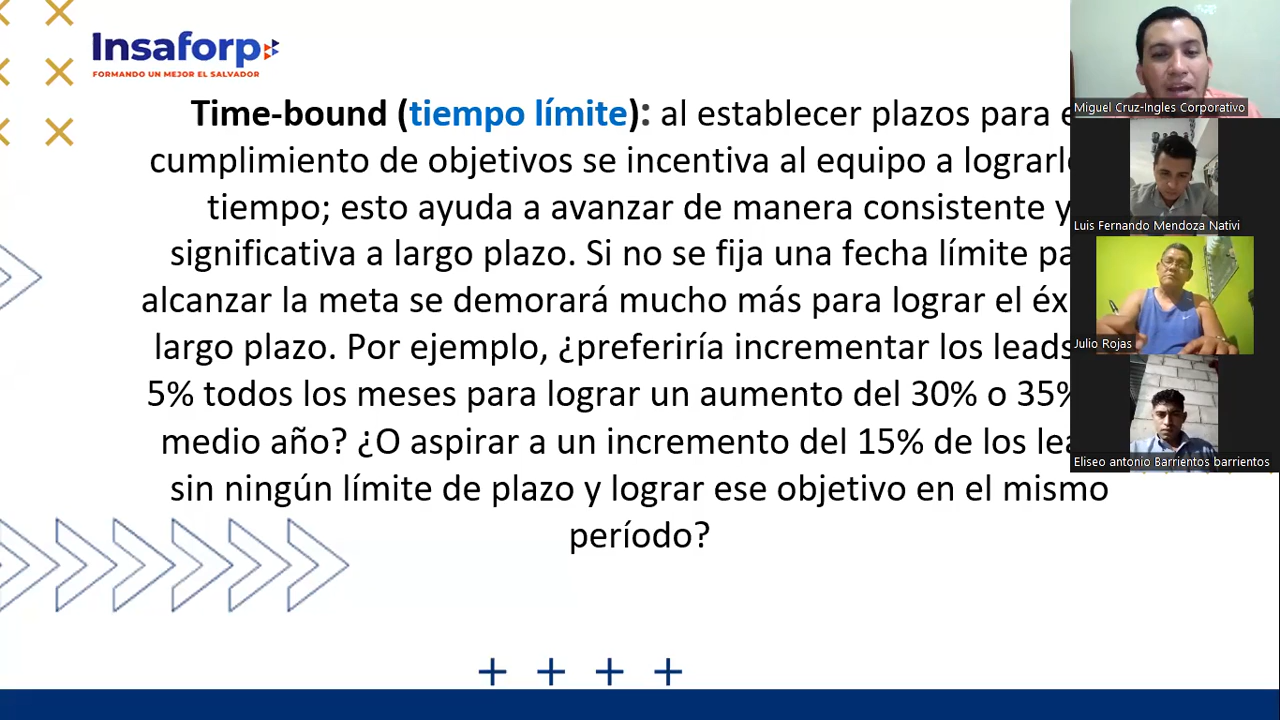 Insaforp
FORMANDO UN MEJOR EL SALVADOR
Time-bound (tiempo límite): al establecer plazos para
cumplimiento de objetivos se incentiva al equipo a
tiempo; esto ayuda a avanzar de manera consistente y
significativa a largo plazo. Si no se fija una fecha límite
alcanzar la meta se demorará mucho más para lograr el
largo plazo. Por ejemplo, ¿preferiría incrementar los leads
5% todos los meses para lograr un aumento del 30% o 35%
medio año? ¿O aspirar a un incremento del 15% de los
sin ningún límite de plazo y lograr ese objetivo en el mismo
período?
Miguel Cruz-Ingles Corporativo
Luis Fernando Mendoza Nativi
Julio Rojas
Eliseo antonio Barrientos barrientos